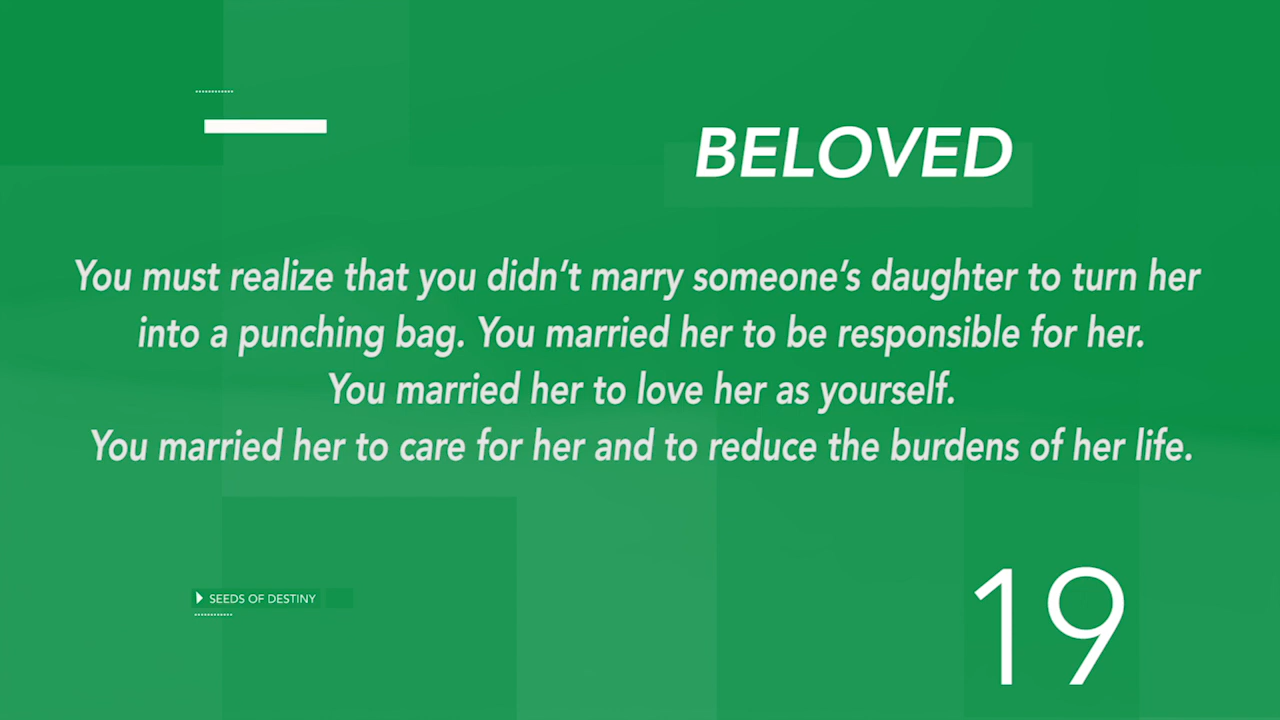 BELOVED
You must realize that you didn't marry someone's daughter to turn her
into a punching bag. You married her to be responsible for her.
You married her to love her as yourself.
You married her to care for her and to reduce the burdens of her life.
SEEDS OF DESTINY
19